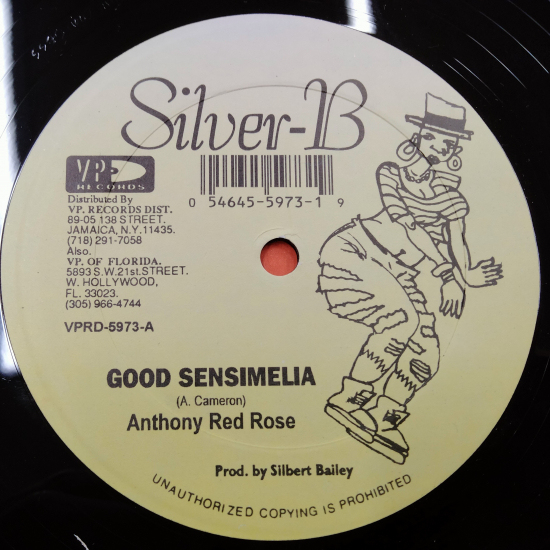 Silver-B
VP
RECORDS
0 54645-5973-1 9
Distributed By
VP. RECORDS DIST.
89-05 138 STREET.
JAMAICA, N.Y. 11435.
(718) 291-7058
Also.
VP. OF FLORIDA.
5893 S.W.21st.STREET.
W. HOLLYWOOD,
FL. 33023.
(305) 966-4744
VPRD-5973-A
GOOD SENSIMELIA
(A. Cameron)
Anthony Red Rose
Prod. by Silbert Bailey
UNAUTHORIZED COPYING IS PROHIBITED